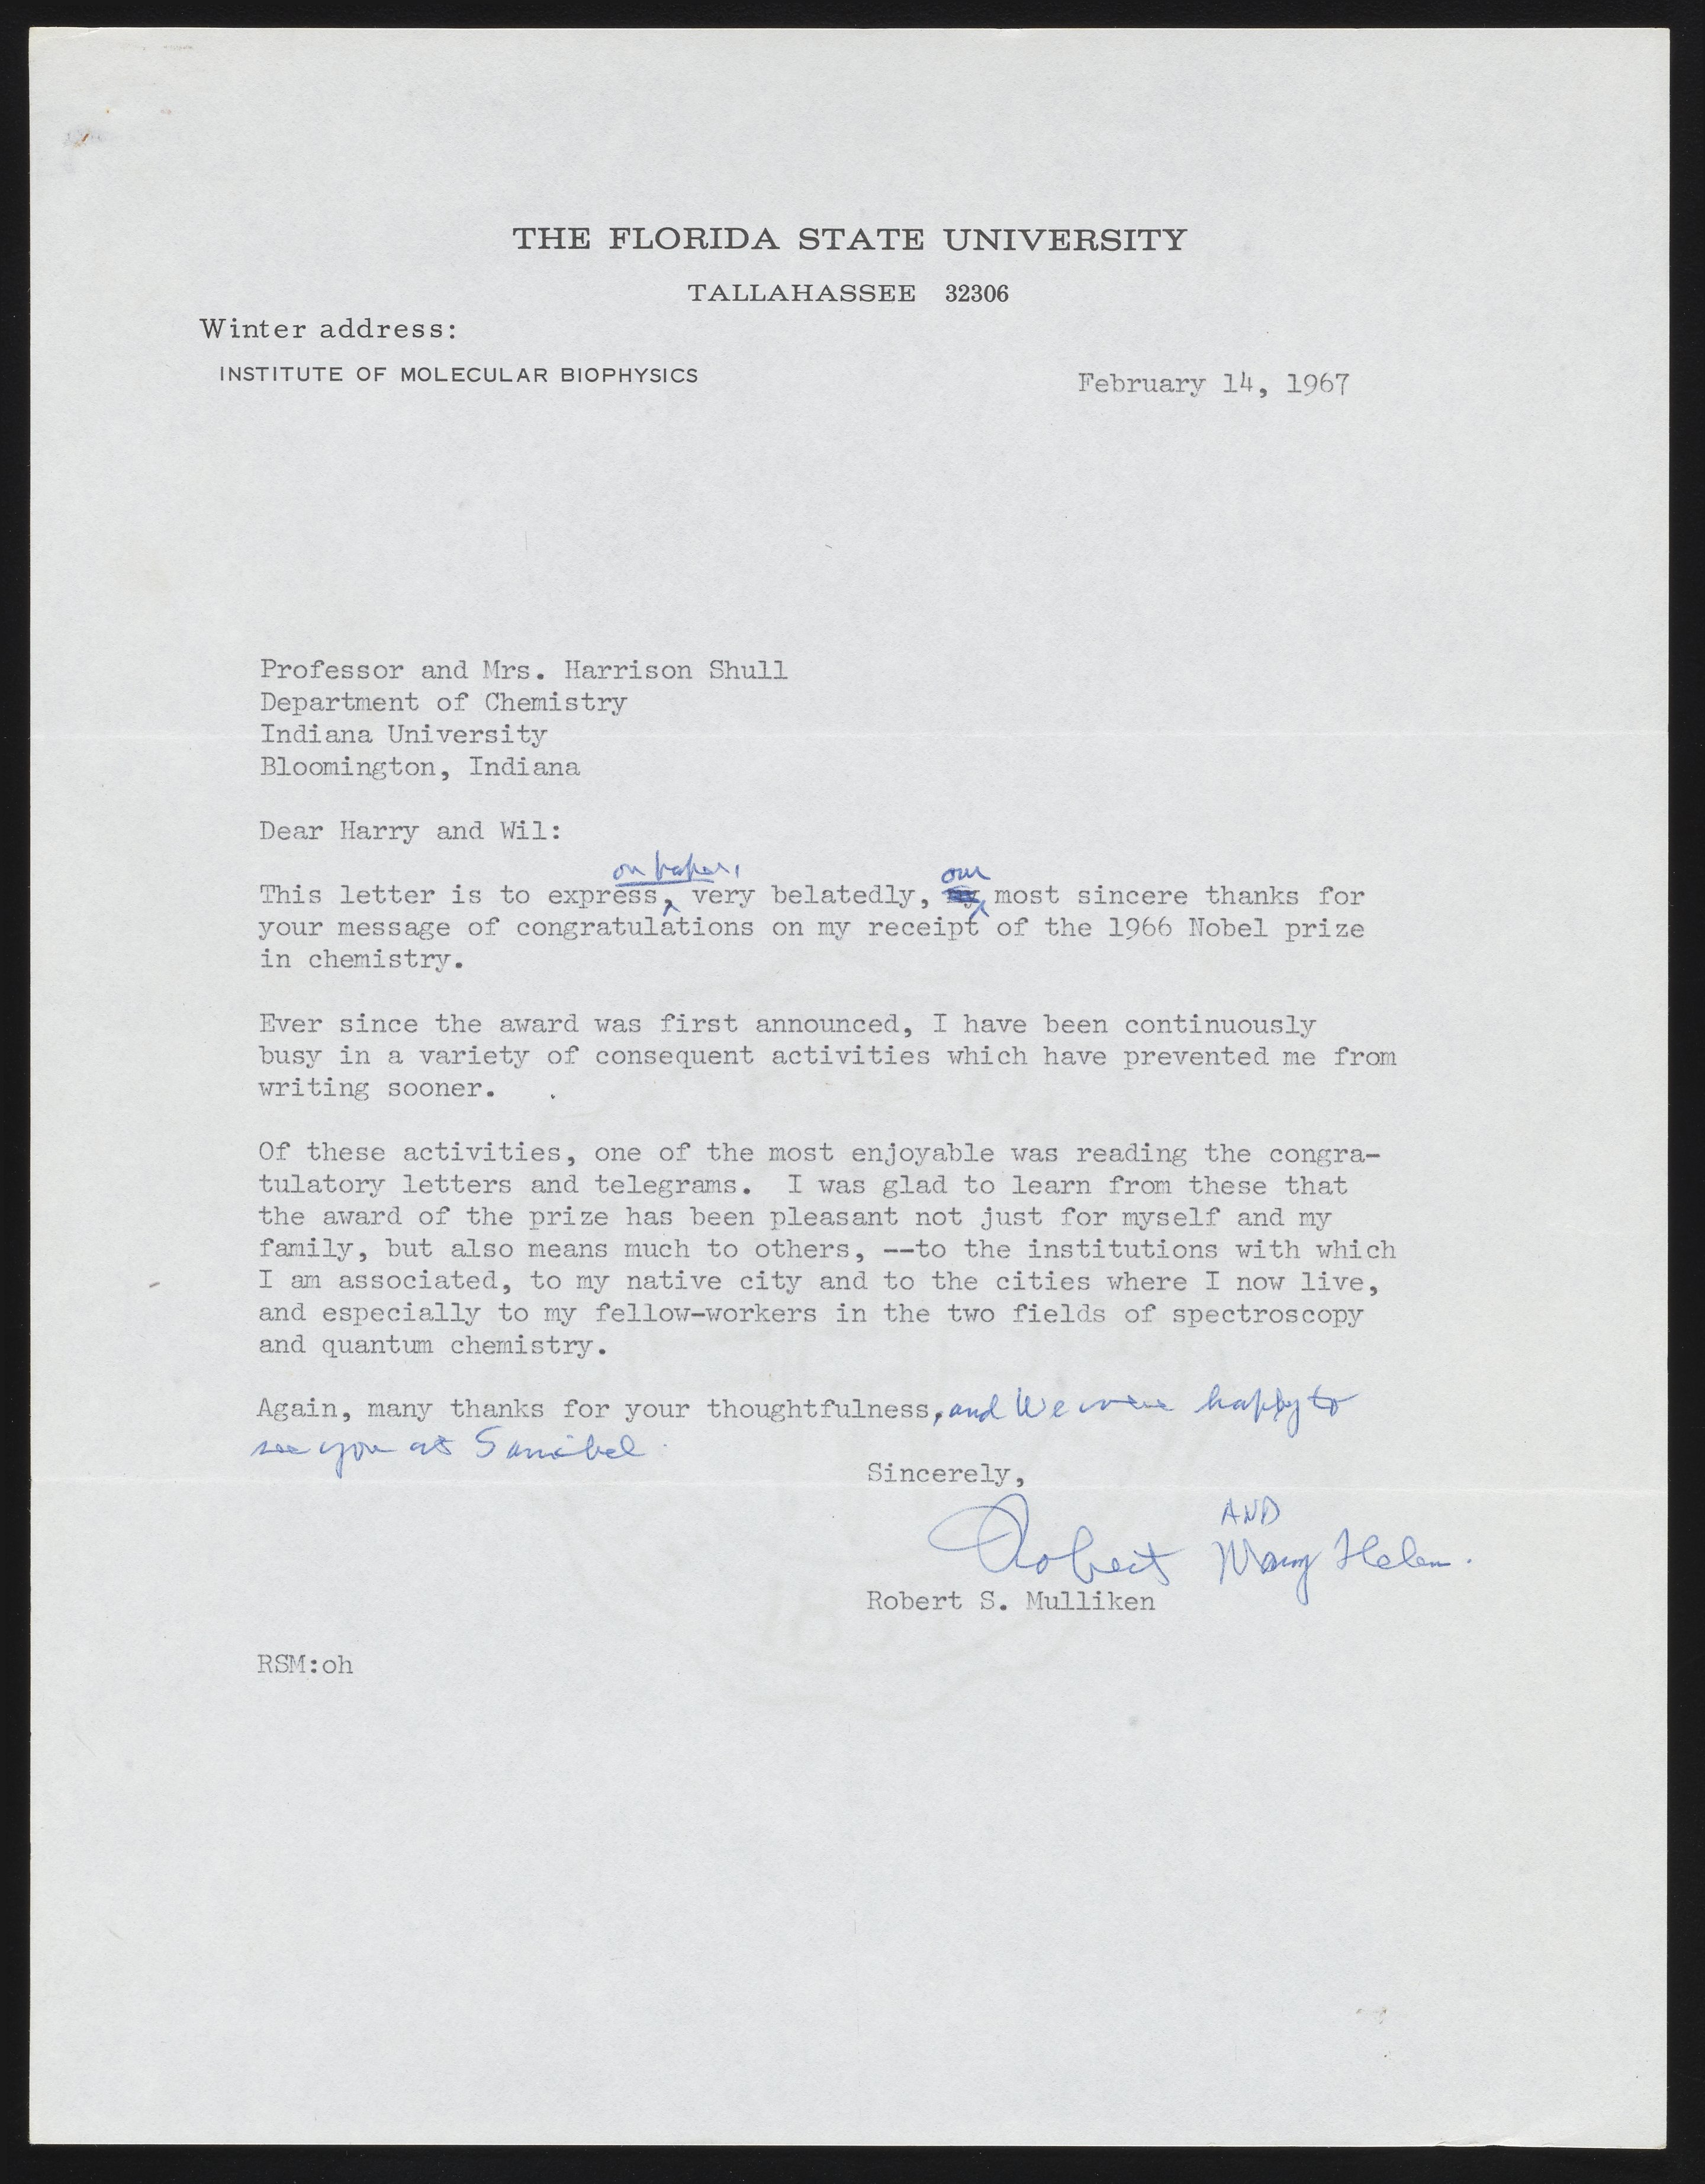 THE FLORIDA STATE UNIVERSITY
TALLAHASSEE 32306
Winter address:
INSTITUTE OF MOLECULAR BIOPHYSICS
February 14, 1967
Professor and Mrs. Harrison Shull
Department of Chemistry
Indiana University
Bloomington, Indiana
Dear Harry and Wil:
on paper, our
This letter is to express, very belatedly, my most sincere thanks for
your message of congratulations on my receipt of the 1966 Nobel prize
in chemistry.
Ever since the award was first announced, I have been continuously
busy in a variety of consequent activities which have prevented me from
writing sooner.
Of these activities, one of the most enjoyable was reading the congra-
tulatory letters and telegrams. I was glad to learn from these that
the award of the prize has been pleasant not just for myself and my
family, but also means much to others, --to the institutions with which
I am associated, to my native city and to the cities where I now live,
and especially to my fellow-workers in the two fields of spectroscopy
and quantum chemistry.
Again, many thanks for your thoughtfulness, and We were happy to
see you at Sanibel.
Sincerely,
AND
Robert Mary Helen.
Robert S. Mulliken
RSM:oh